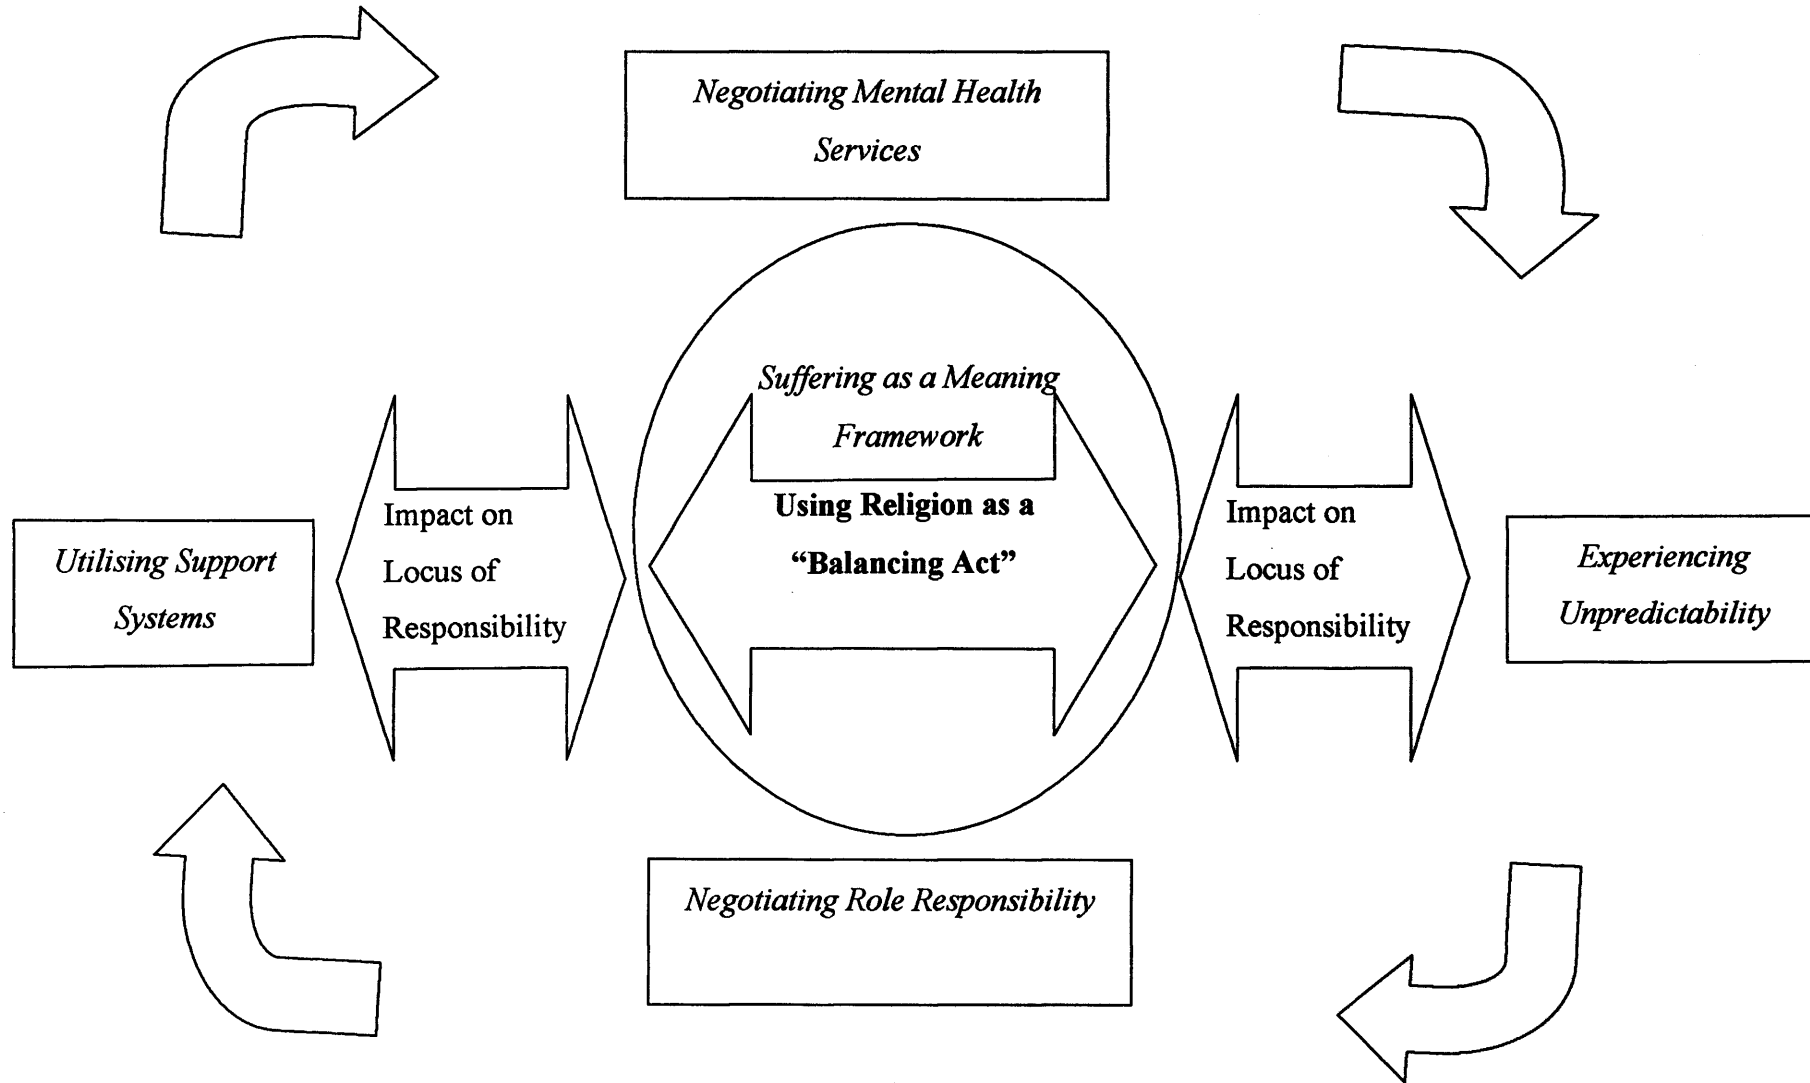 Negotiating Mental Health
Services
Suffering as a Meaning
Framework
Using Religion as a
“Balancing Act”
Utilising Support
Systems
Impact on
Locus of
Responsibility
Impact on
Locus of
Responsibility
Experiencing
Unpredictability
Negotiating Role Responsibility